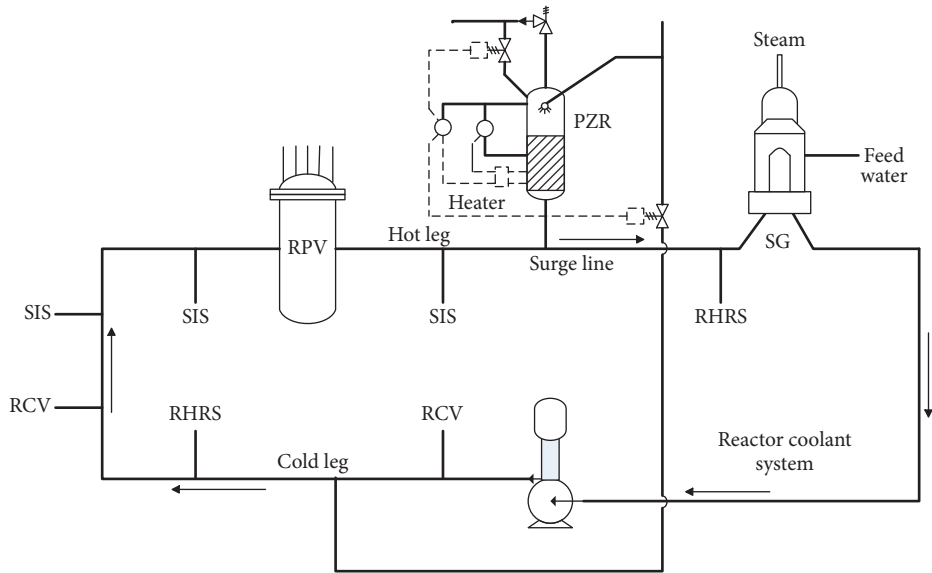 Steam
PZR
Feed
water
Heater
RPV
Hot leg
SG
Surge line
SIS
SIS
SIS
RHRS
RCV
RHRS
RCV
Cold leg
Reactor coolant
system